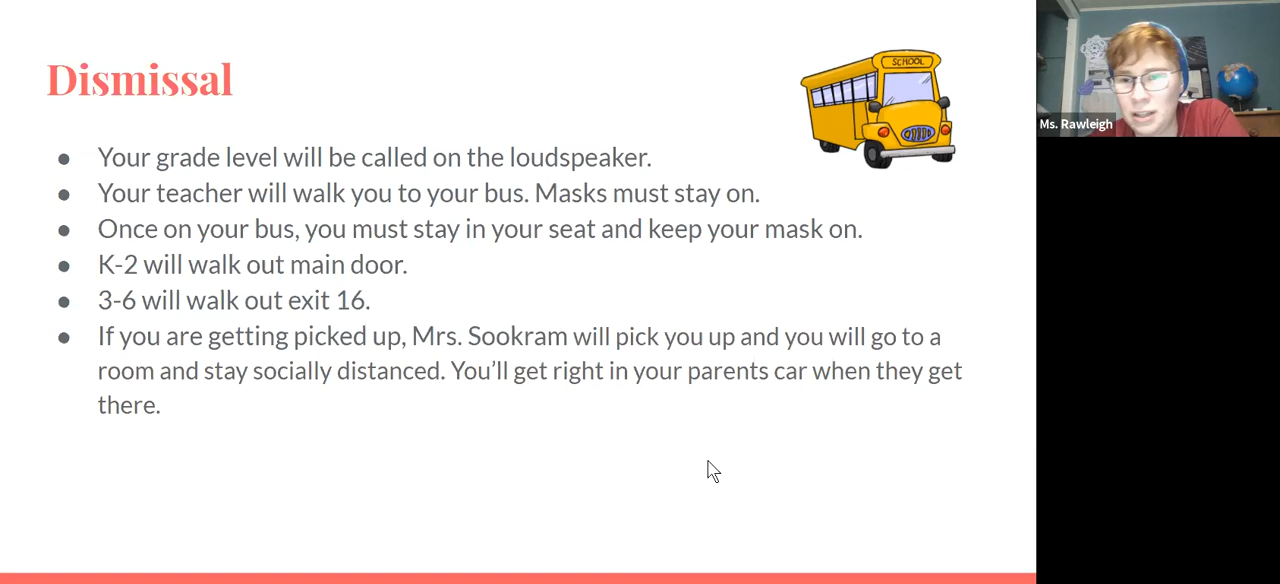 Dismissal
SCHOOL
Ms. Rawleigh
● Your grade level will be called on the loudspeaker.
● Your teacher will walk you to your bus. Masks must stay on.
● Once on your bus, you must stay in your seat and keep your mask on.
● K-2 will walk out main door.
● 3-6 will walk out exit 16.
● If you are getting picked up, Mrs. Sookram will pick you up and you will go to a
room and stay socially distanced. You’ll get right in your parents car when they get
there.